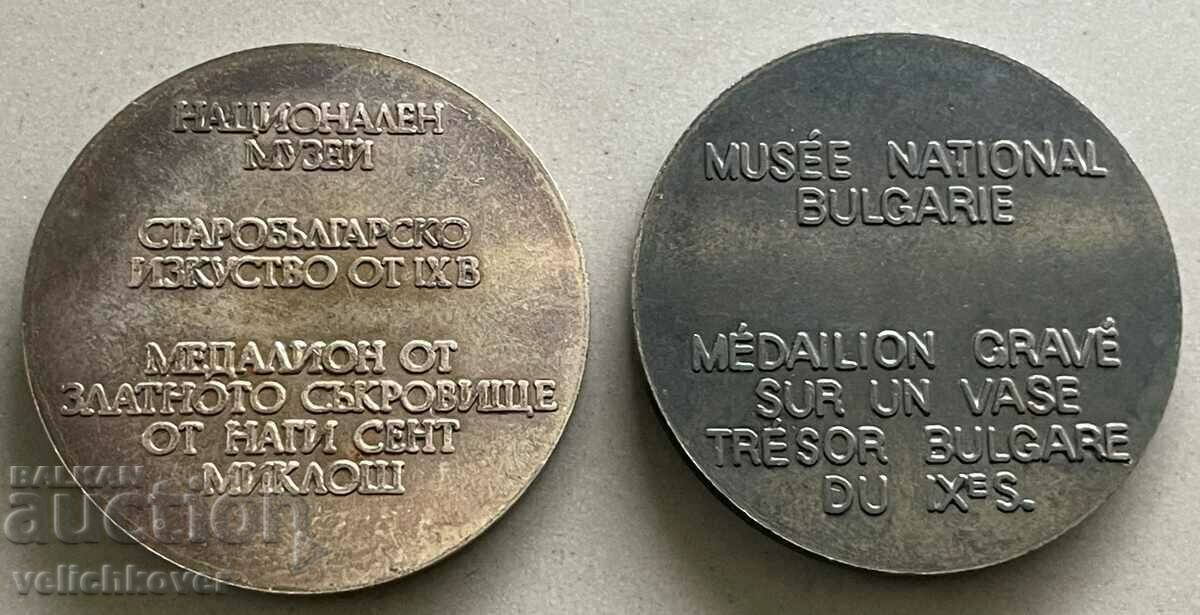 НАЦИОНАЛЕН
МУЗЕЙ
СТАРОБЪЛГАРСКО
ИЗКУСТВО ОТ IX В
МЕДАЛИОН ОТ
ЗЛАТНОТО СЪКРОВИЩЕ
ОТ НАГИ СЕНТ
МИКЛОШ
MUSÉE NATIONAL
BULGARIE
MÉDAILION GRAVÉ
SUR UN VASE
TRÉSOR BULGARE
DU IXE S.
BALKAN
auction
velichkover